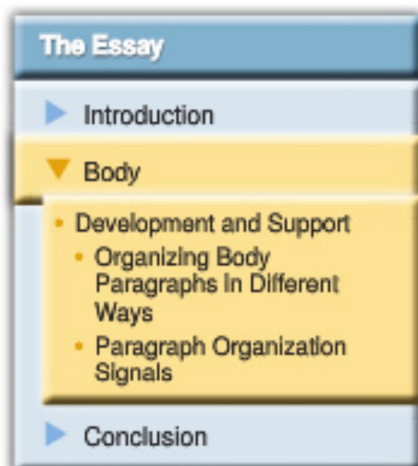 The Essay
Introduction
Body
Development and Support
Organizing Body
Paragraphs In Different
Ways
Paragraph Organization
Signals
Conclusion